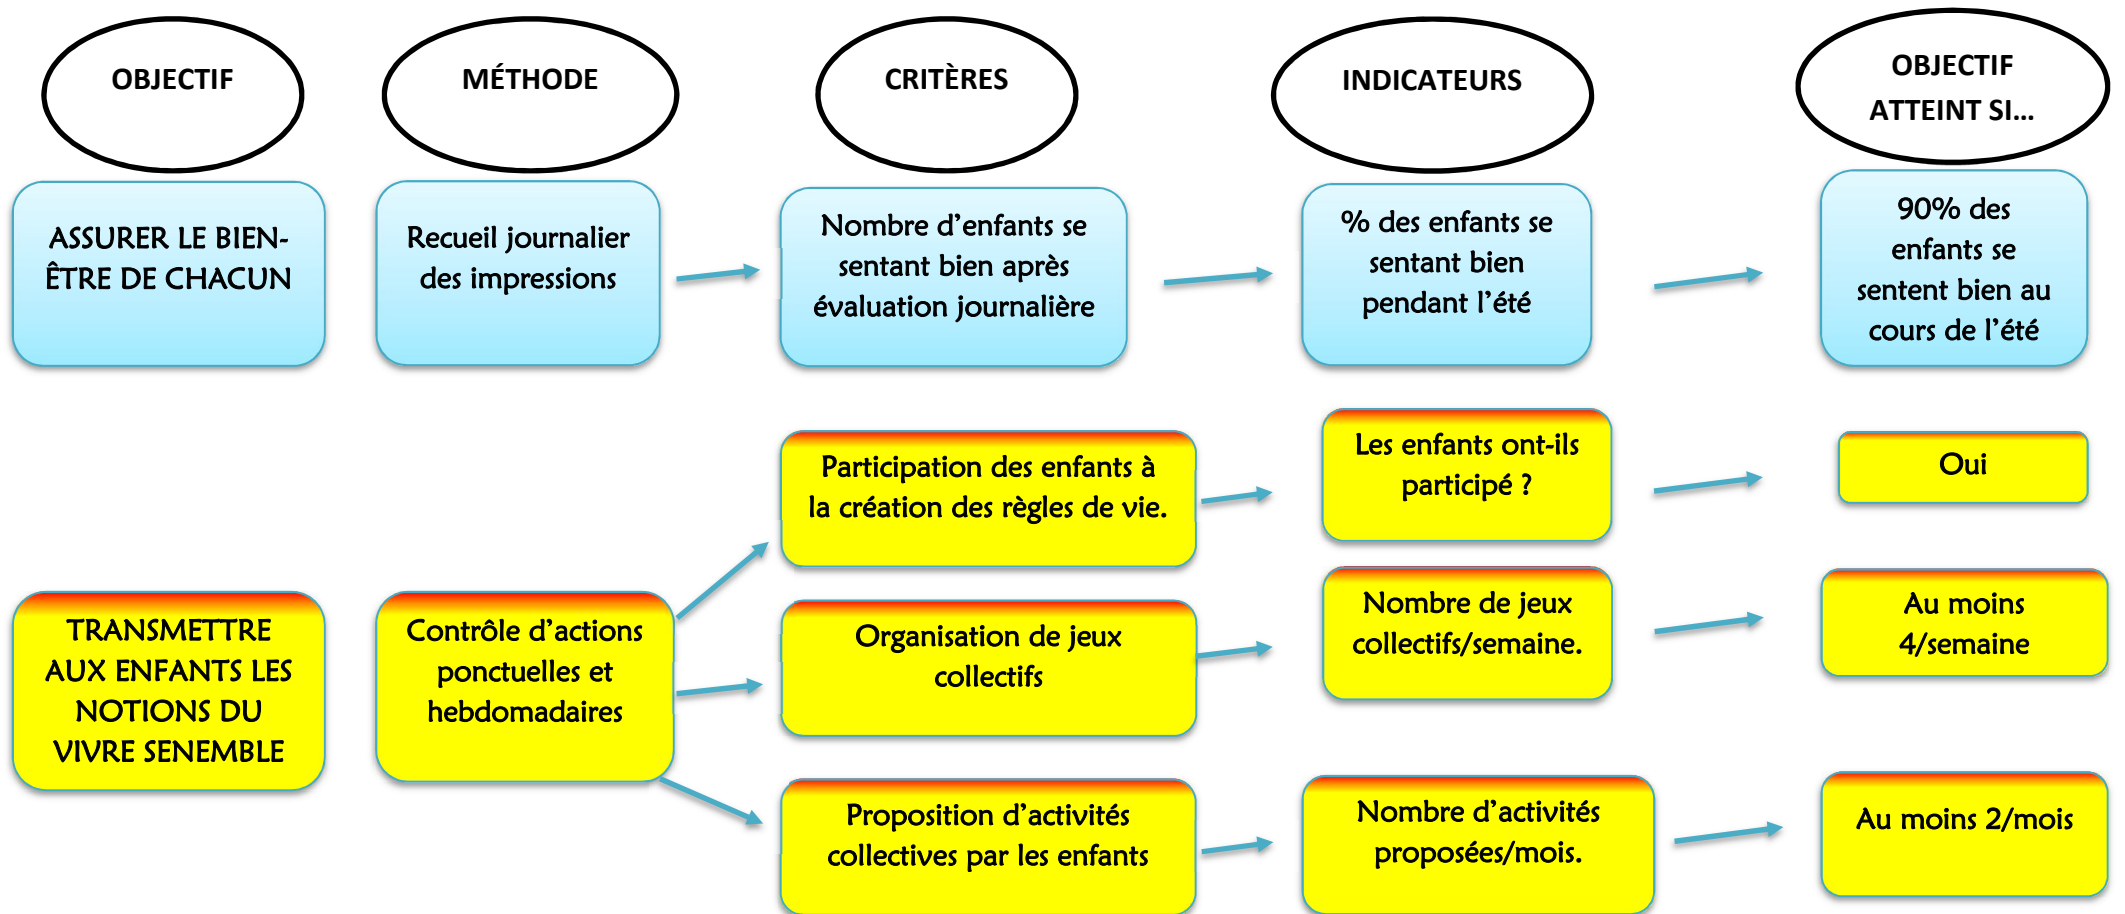 OBJECTIF
MÉTHODE
CRITÈRES
INDICATEURS
OBJECTIF
ATTEINT SI...
ASSURER LE BIEN-
ÊTRE DE CHACUN
Recueil journalier
des impressions
Nombre d'enfants se
sentant bien après
évaluation journalière
% des enfants se
sentant bien
pendant l'été
90% des
enfants se
sentent bien au
cours de l'été
TRANSMETTRE
AUX ENFANTS LES
NOTIONS DU
VIVRE SENEMBLE
Contrôle d'actions
ponctuelles et
hebdomadaires
Participation des enfants à
la création des règles de vie.
Les enfants ont-ils
participé ?
Oui
Organisation de jeux
collectifs
Nombre de jeux
collectifs/semaine.
Au moins
4/semaine
Proposition d'activités
collectives par les enfants
Nombre d'activités
proposées/mois.
Au moins 2/mois